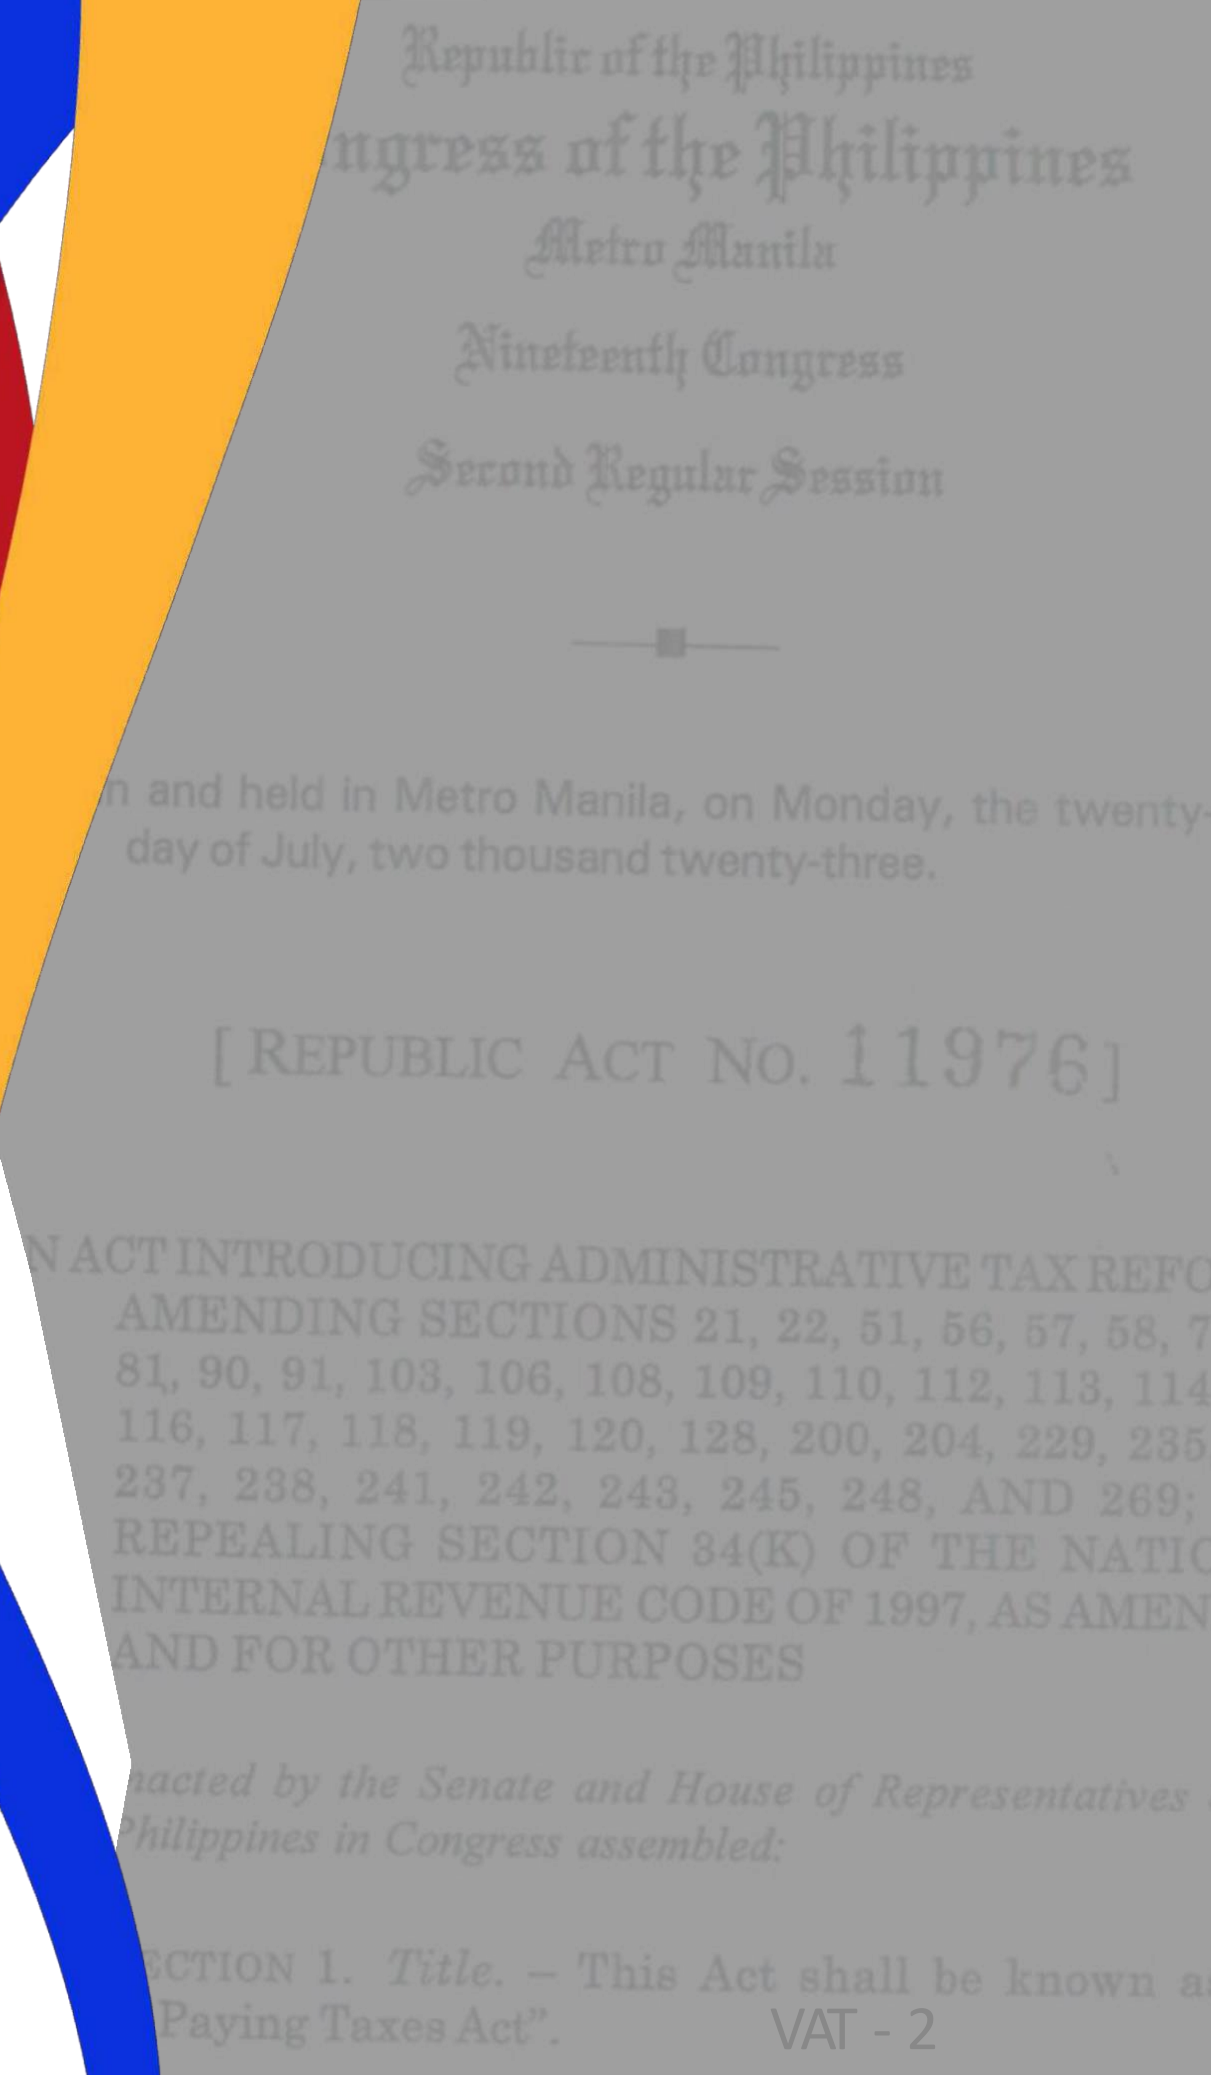 Republic of the Philippines
ngress of the Philippines
Metro Manila
Nineteenth Congress
Second Regular Session
n and held in Metro Manila, on Monday, the twenty-
day of July, two thousand twenty-three.
[REPUBLIC ACT NO. 11976]
N ACT INTRODUCING ADMINISTRATIVE TAX REFO
AMENDING SECTIONS 21, 22, 51, 56, 57, 58, 7
81, 90, 91, 103, 106, 108, 109, 110, 112, 113, 114
116, 117, 118, 119, 120, 128, 200, 204, 229, 235
237, 238, 241, 242, 243, 245, 248, AND 269;
REPEALING SECTION 34(K) OF THE NATIO
INTERNAL REVENUE CODE OF 1997, AS AMEN
AND FOR OTHER PURPOSES
nacted by the Senate and House of Representatives
Philippines in Congress assembled:
ECTION 1. Title. – This Act shall be known as
Paying Taxes Act”.
VAT - 2